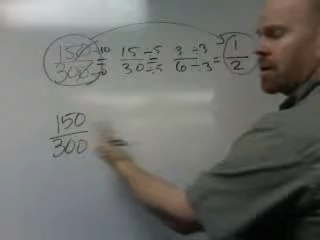 150/300 ÷10/÷10 = 15/30 ÷5/÷5 = 3/6 ÷3/÷3 = 1/2
150/300 =